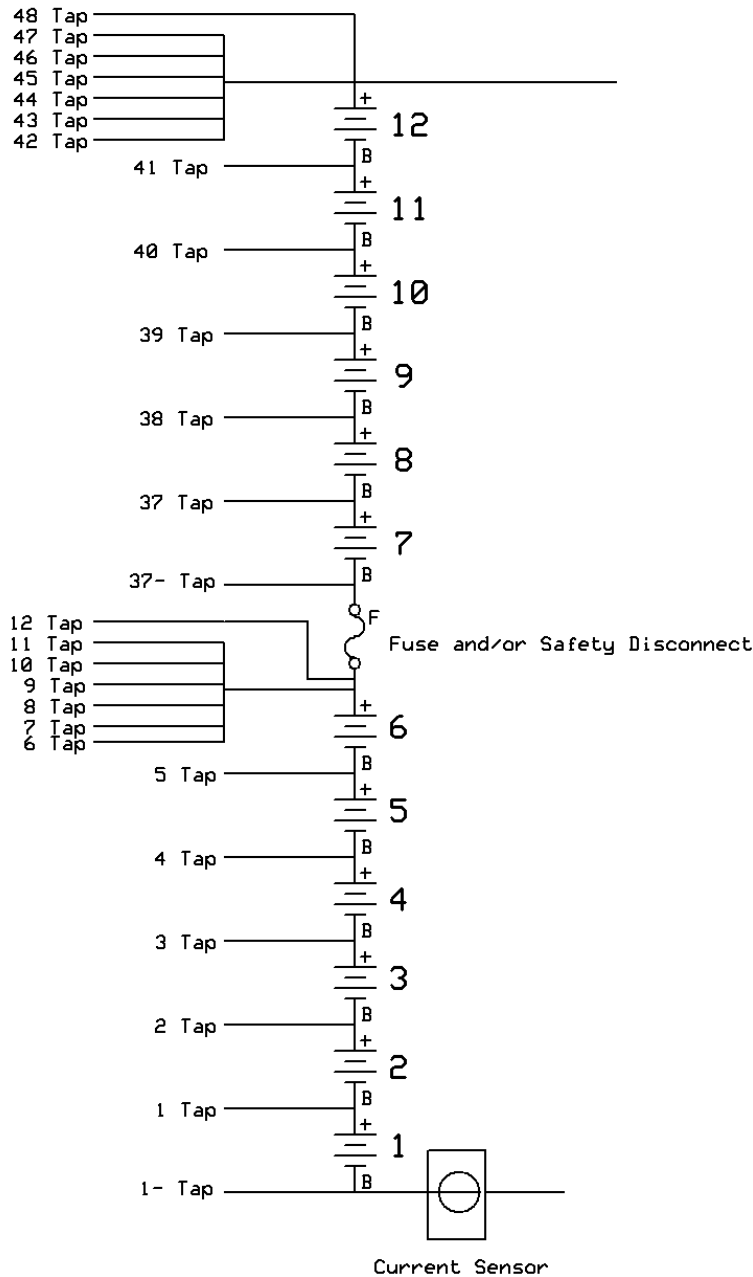 48 Tap
47 Tap
46 Tap
45 Tap
44 Tap
43 Tap
42 Tap
+
12
B
41 Tap
+
11
B
40 Tap
+
10
B
39 Tap
+
9
B
38 Tap
+
8
B
37 Tap
+
7
B
37- Tap
F
12 Tap
Fuse and/or Safety Disconnect
11 Tap
10 Tap
9 Tap
8 Tap
7 Tap
6 Tap
+
6
B
5 Tap
+
5
B
4 Tap
+
4
B
3 Tap
+
3
B
2 Tap
+
2
B
1 Tap
+
1
B
1- Tap
Current Sensor